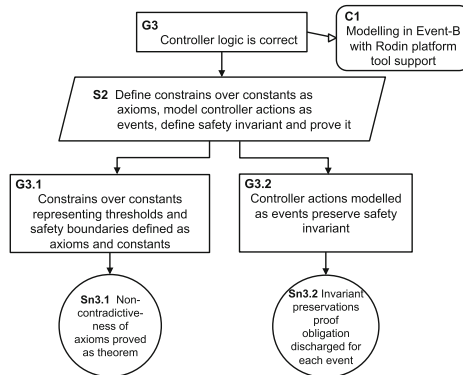 G3
Controller logic is correct
C1
Modelling in Event-B
with Rodin platform
tool support
S2 Define constrains over constants as
axioms, model controller actions as
events, define safety invariant and prove it
G3.1
Constrains over constants
representing thresholds and
safety boundaries defined as
axioms and constants
G3.2
Controller actions modelled
as events preserve safety
invariant
Sn3.1 Non-
contradictive-
ness of
axioms proved
as theorem
Sn3.2 Invariant
preservations
proof
obligation
discharged for
each event